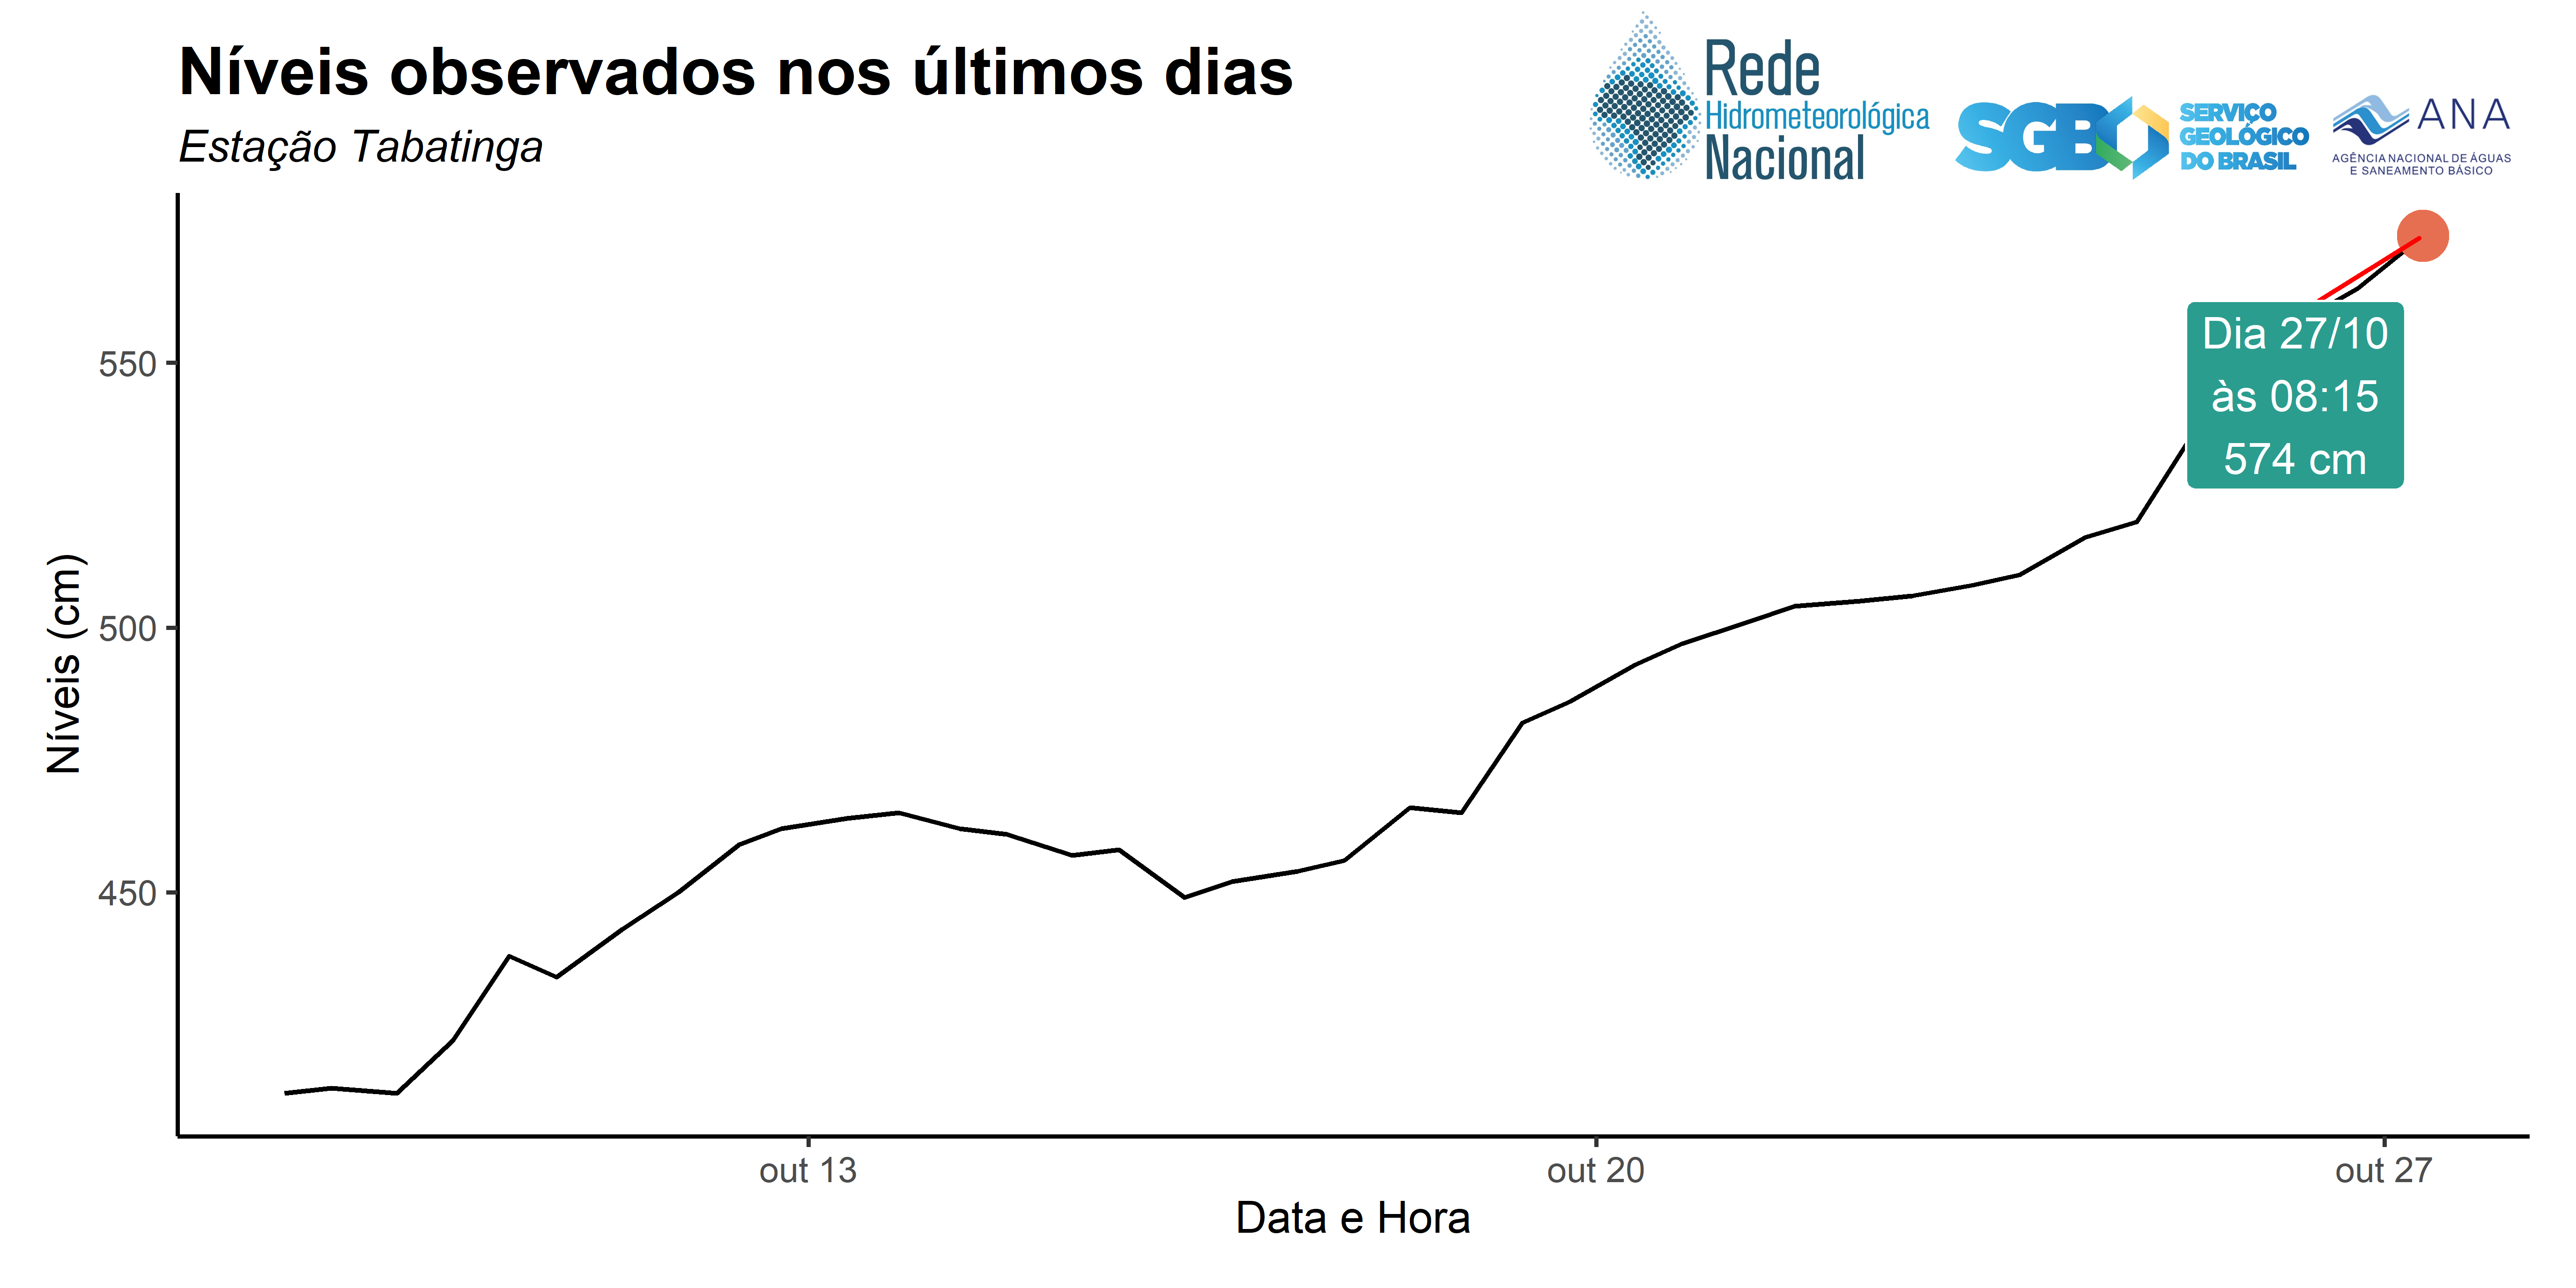 Níveis observados nos últimos dias
Estação Tabatinga
Rede
Hidrometeorológica
Nacional
SGB
SERVIÇO
GEOLÓGICO
DO BRASIL
ANA
AGÊNCIA NACIONAL DE ÁGUAS
E SANEAMENTO BÁSICO
Níveis (cm)
550
500
450
Dia 27/10
às 08:15
574 cm
out 13
out 20
out 27
Data e Hora